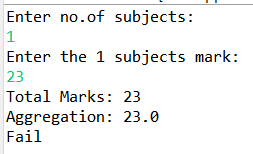 Enter no.of subjects:
1
Enter the 1 subjects mark:
23
Total Marks: 23
Aggregation: 23.0
Fail